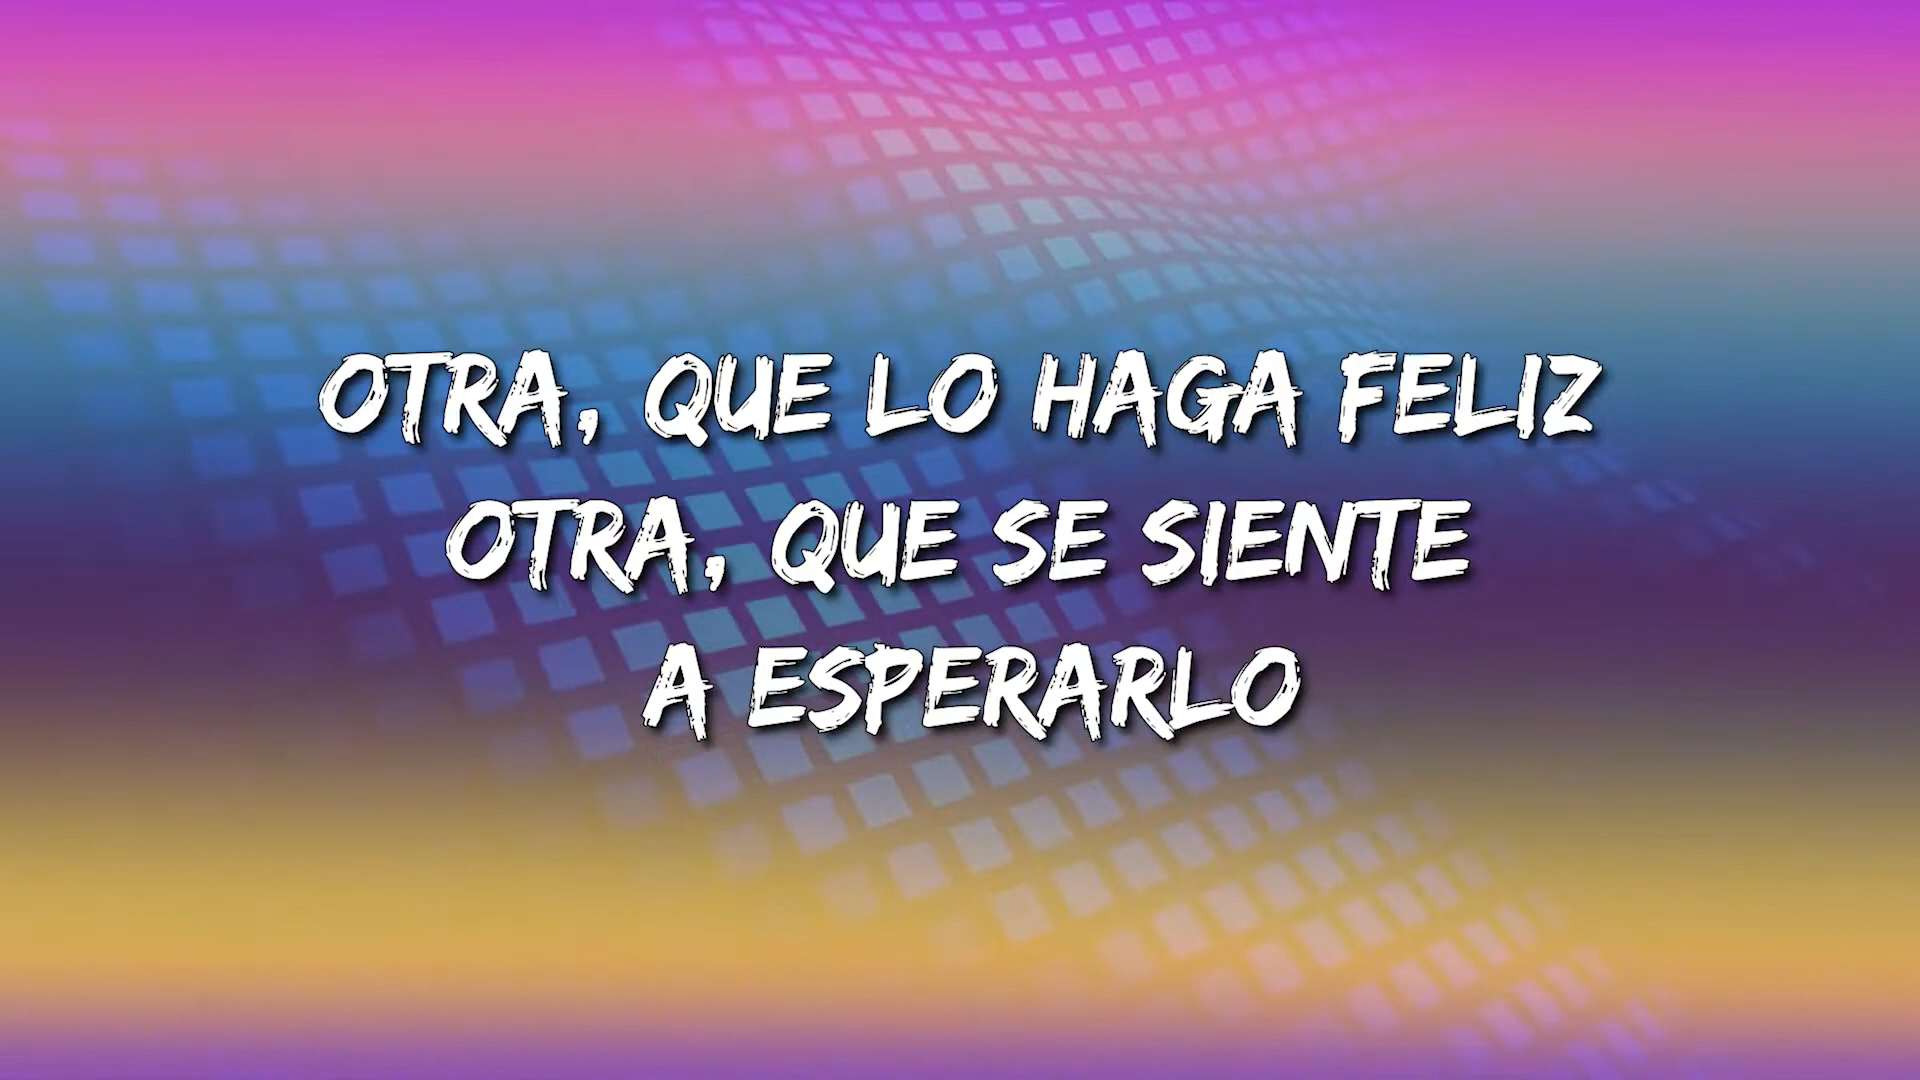 OTRA, QUE LO HAGA FELIZ
OTRA, QUE SE SIENTE
A ESPERARLO